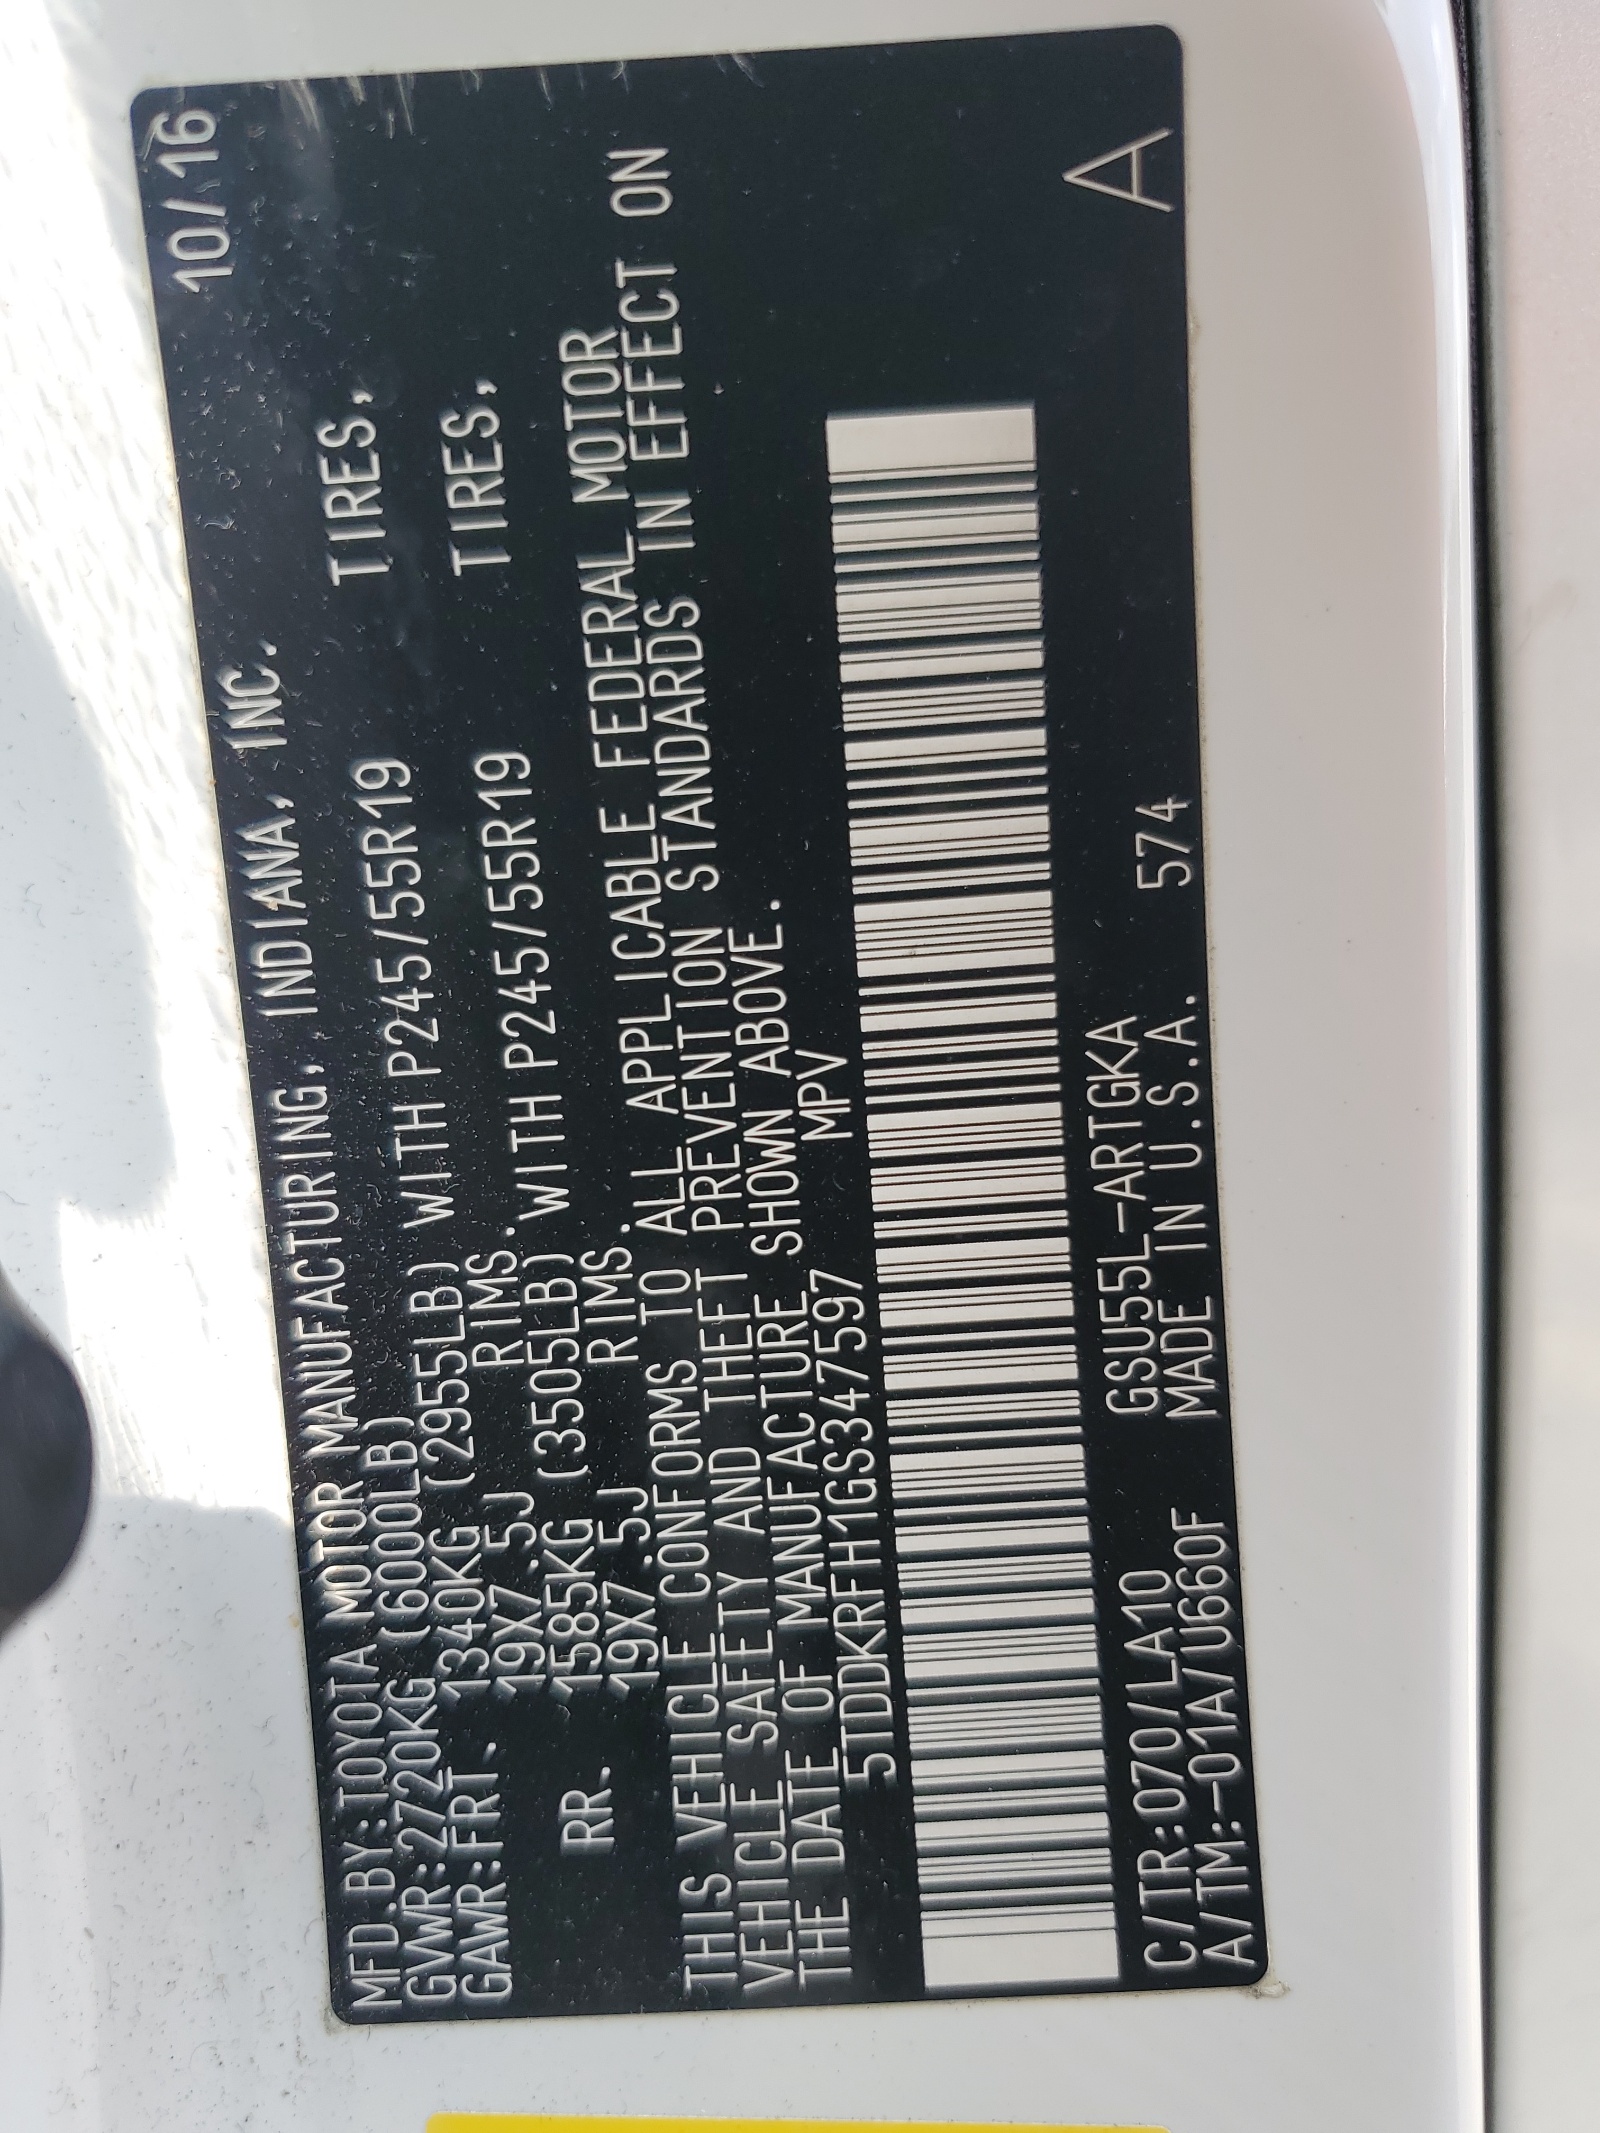 MFD.BY:TOYOTA MOTOR MANUFACTURING, INDIANA, INC. 10/16
GVWR:2720KG (6000LB)
GAWR:FRT. 1340KG (2955LB) WITH P245/55R19 TIRES,
19X7.5J RIMS.
RR. 1585KG (3505LB) WITH P245/55R19 TIRES,
19X7.5J RIMS.
THIS VEHICLE CONFORMS TO ALL APPLICABLE FEDERAL MOTOR
VEHICLE SAFETY AND THEFT PREVENTION STANDARDS IN EFFECT ON
THE DATE OF MANUFACTURE SHOWN ABOVE.
5TDDKRFH1GS347597 MPV
C/TR:070/LA10 GSU55L-ARTGKA A
A/TM:-01A/U660F MADE IN U.S.A. 574